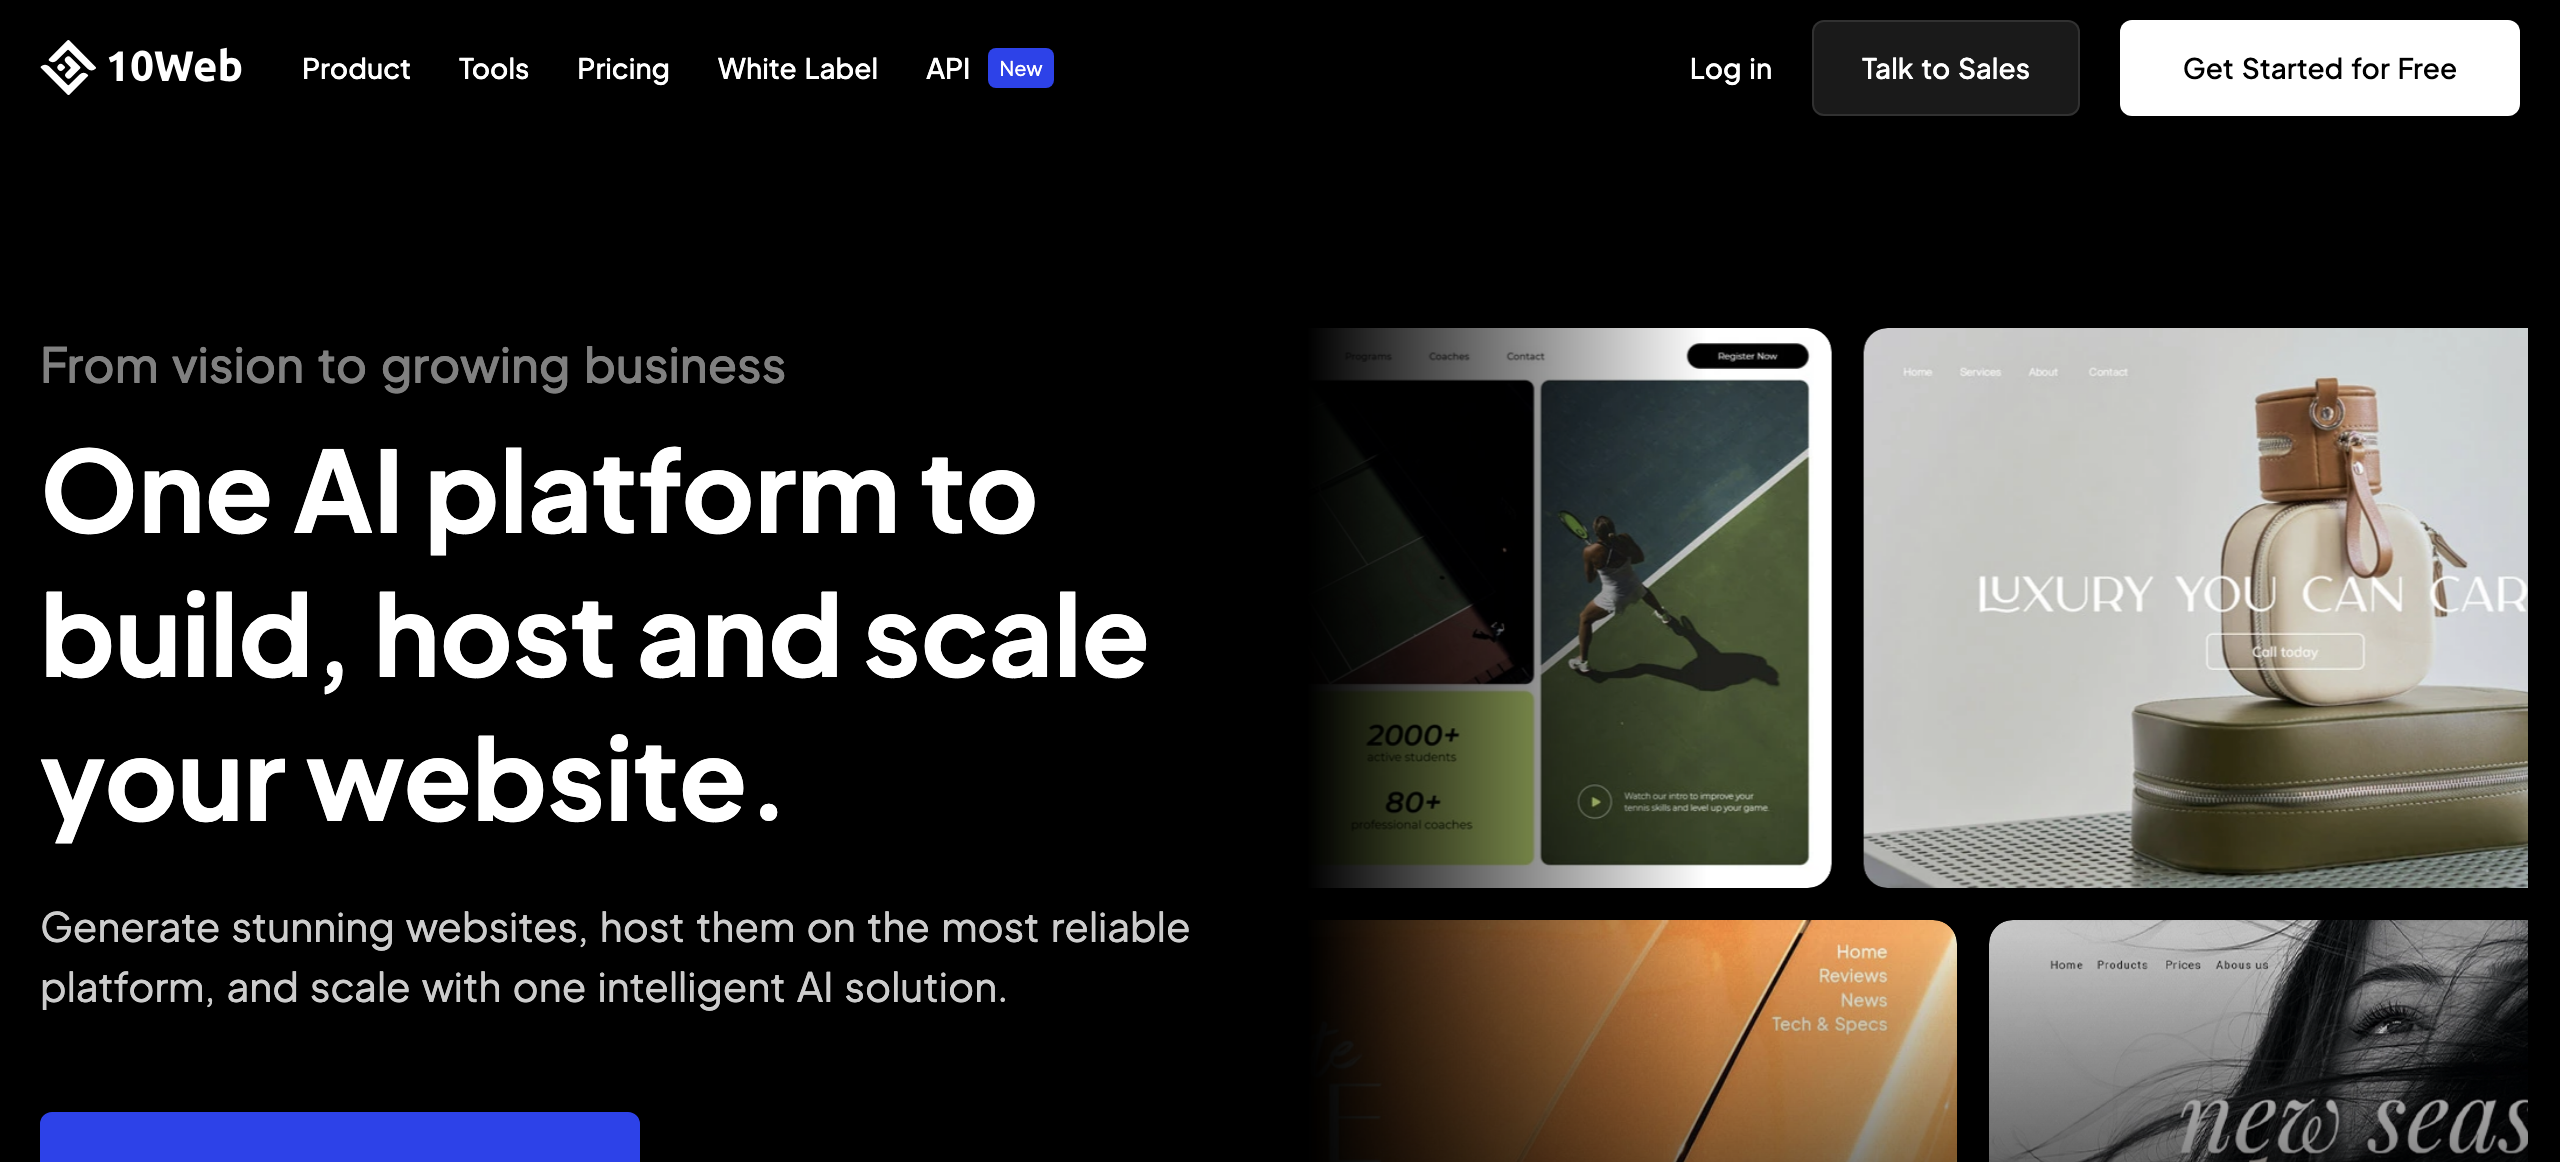 10Web
Product Tools Pricing White Label API New
Log in Talk to Sales Get Started for Free
From vision to growing business
One AI platform to
build, host and scale
your website.
Generate stunning websites, host them on the most reliable
platform, and scale with one intelligent AI solution.
Programs Coaches Contact Register Now
2000+
active students
80+
professional coaches
Watch our intro to improve your
tennis skills and level up your game.
Home Services About Contact
LUXURY YOU CAN CAR
Call today
Home
Reviews
News
Tech & Specs
Home Products Prices Abous us
new seas